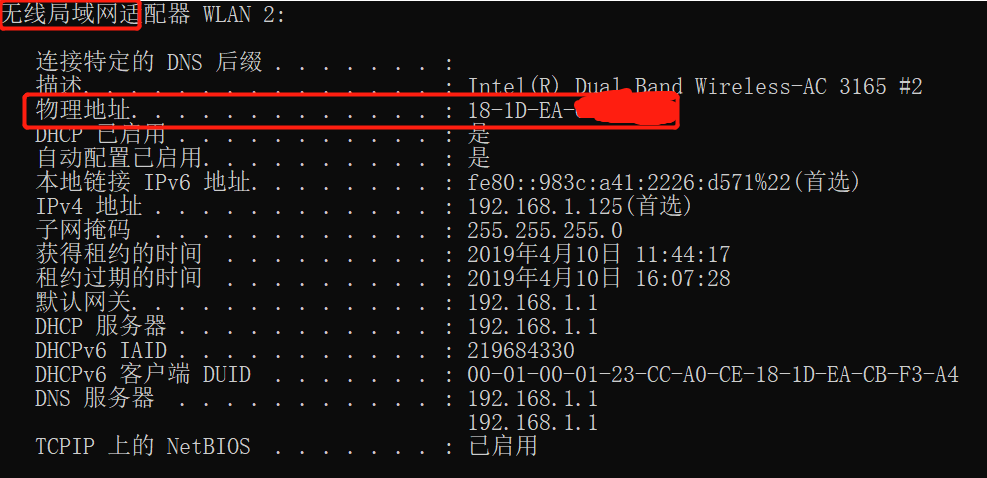 无线局域网适配器 WLAN 2:
连接特定的 DNS 后缀 . . . . . . . :
描述. . . . . . . . . . . . . . . : Intel(R) Dual Band Wireless-AC 3165 #2
物理地址. . . . . . . . . . . . . : 18-1D-EA-
DHCP 已启用 . . . . . . . . . . . : 是
自动配置已启用. . . . . . . . . . : 是
本地链接 IPv6 地址. . . . . . . . : fe80::983c:a41:2226:d571%22(首选)
IPv4 地址 . . . . . . . . . . . . : 192.168.1.125(首选)
子网掩码 . . . . . . . . . . . . : 255.255.255.0
获得租约的时间 . . . . . . . . . : 2019年4月10日 11:44:17
租约过期的时间 . . . . . . . . . : 2019年4月10日 16:07:28
默认网关. . . . . . . . . . . . . : 192.168.1.1
DHCP 服务器 . . . . . . . . . . . : 192.168.1.1
DHCPv6 IAID . . . . . . . . . . . : 219684330
DHCPv6 客户端 DUID . . . . . . . : 00-01-00-01-23-CC-A0-CE-18-1D-EA-CB-F3-A4
DNS 服务器 . . . . . . . . . . . : 192.168.1.1
192.168.1.1
TCPIP 上的 NetBIOS . . . . . . . : 已启用